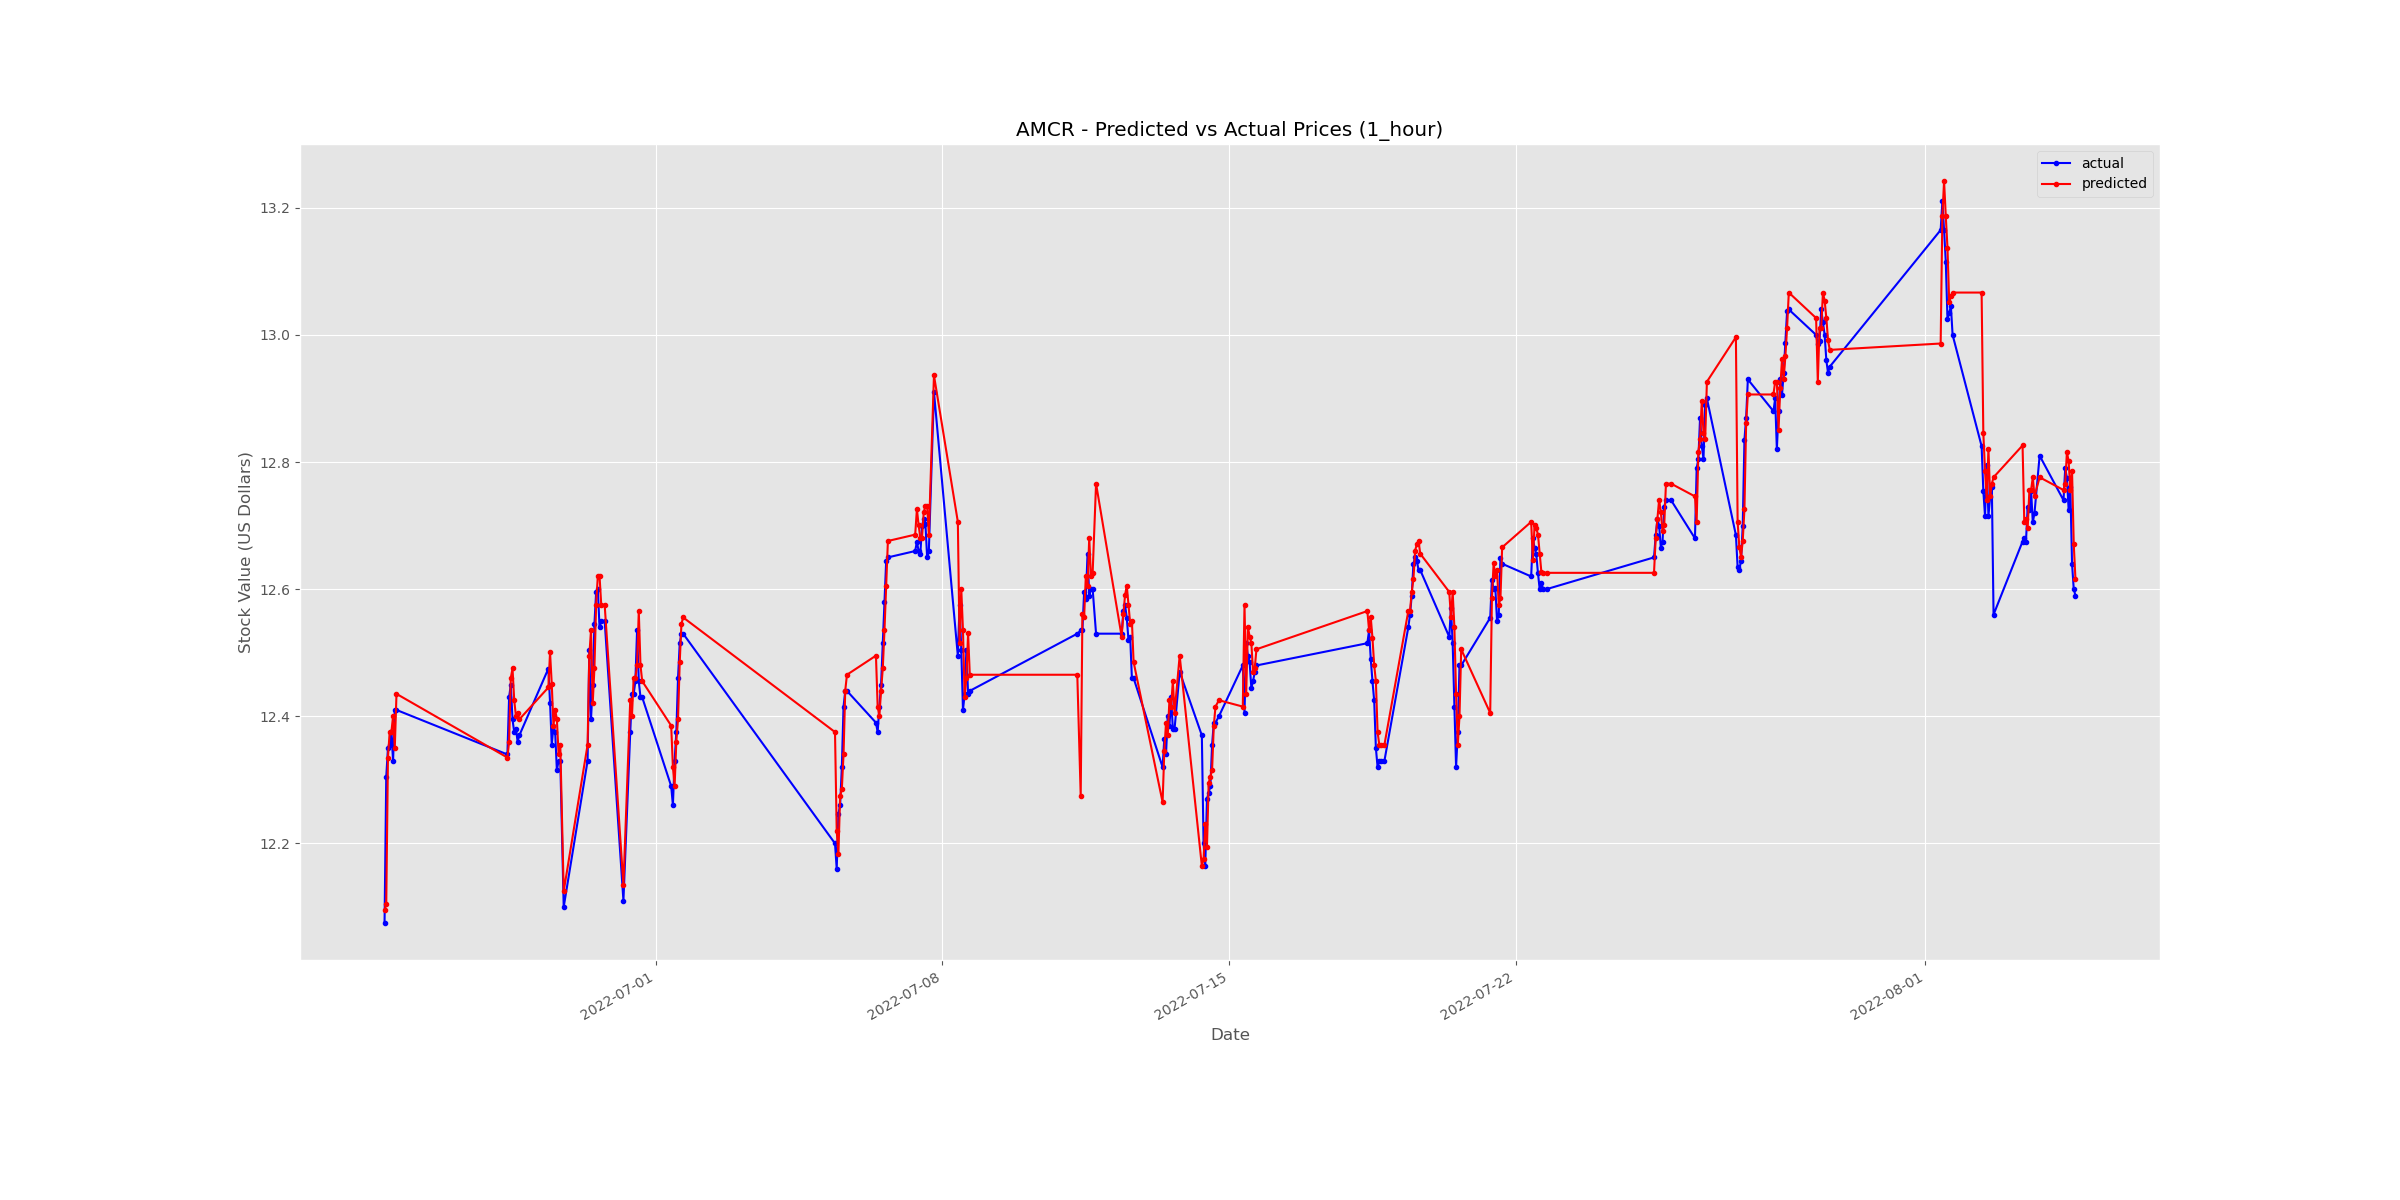 AMCR - Predicted vs Actual Prices (1_hour)
actual
predicted
Stock Value (US Dollars)
13.2
13.0
12.8
12.6
12.4
12.2
2022-07-01
2022-07-08
2022-07-15
2022-07-22
2022-08-01
Date